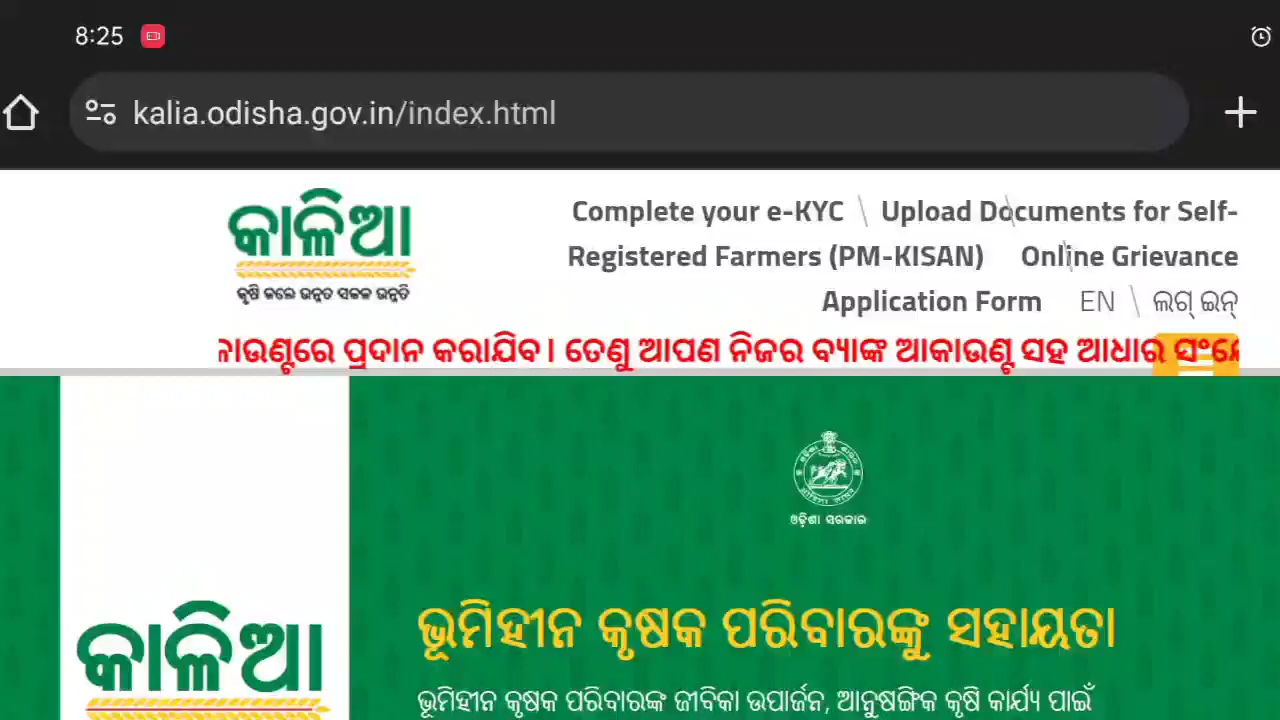 8:25
kalia.odisha.gov.in/index.html
କାଳିଆ
କୃଷି କଲେ ଉନ୍ନତ ସକଳ ଉନ୍ନତି
Complete your e-KYC \ Upload Documents for Self-
Registered Farmers (PM-KISAN) \ Online Grievance
Application Form EN \ ଲଗ୍ ଇନ୍
କାଉଣ୍ଟରେ ପ୍ରଦାନ କରାଯିବ। ତେଣୁ ଆପଣ ନିଜର ବ୍ୟାଙ୍କ ଆକାଉଣ୍ଟ ସହ ଆଧାର
ଓଡ଼ିଶା ସରକାର
କାଳିଆ
ଭୂମିହୀନ କୃଷକ ପରିବାରଙ୍କୁ ସହାୟତା
ଭୂମିହୀନ କୃଷକ ପରିବାରଙ୍କ ଜୀବିକା ଉପାର୍ଜନ, ଆନୁଷଙ୍ଗିକ କୃଷି କାର୍ଯ୍ୟ ପାଇଁ